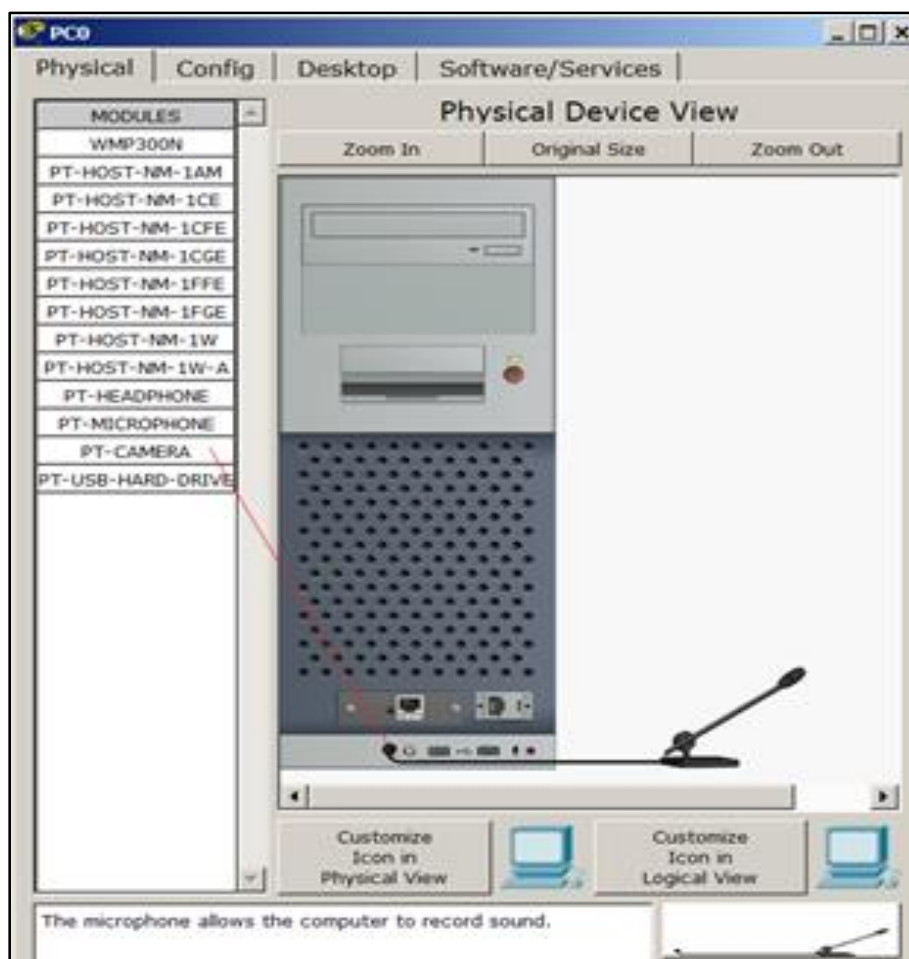 PC0
Physical Config Desktop Software/Services
MODULES
WMP300N
PT-HOST-NM-1AM
PT-HOST-NM-1CE
PT-HOST-NM-1CFE
PT-HOST-NM-1CGE
PT-HOST-NM-1FFE
PT-HOST-NM-1FGE
PT-HOST-NM-1W
PT-HOST-NM-1W-A
PT-HEADPHONE
PT-MICROPHONE
PT-CAMERA
PT-USB-HARD-DRIVE
Physical Device View
Zoom In Original Size Zoom Out
Customize
Icon in
Physical View
Customize
Icon in
Logical View
The microphone allows the computer to record sound.